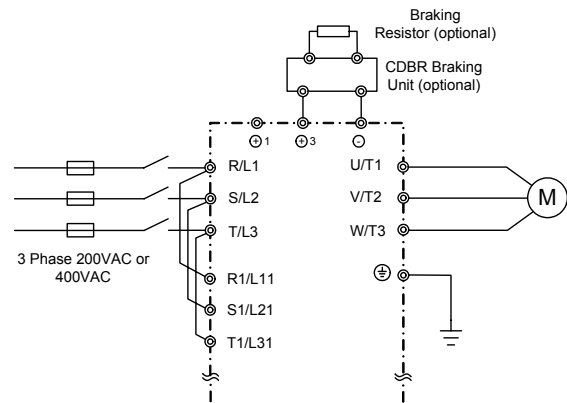 Braking
Resistor (optional)
CDBR Braking
Unit (optional)
⊕1 ⊕3 ⊖
R/L1 U/T1
S/L2 V/T2 M
T/L3 W/T3
3 Phase 200VAC or
400VAC
R1/L11
S1/L21
T1/L31